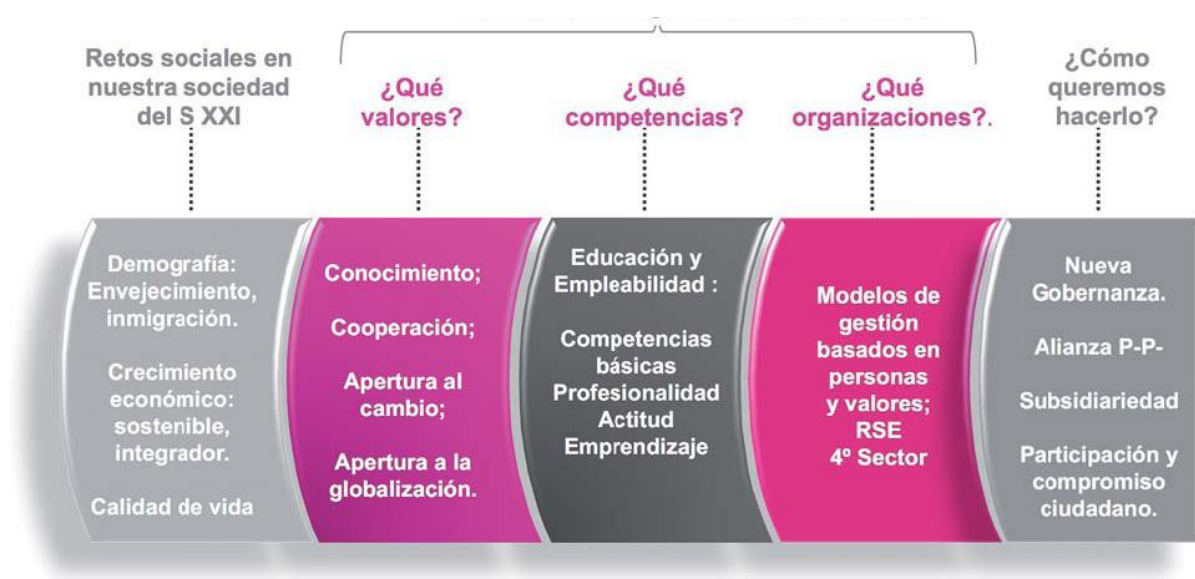 Retos sociales en
nuestra sociedad
del S XXI
¿Qué
valores?
¿Qué
competencias?
¿Qué
organizaciones?.
¿Cómo
queremos
hacerlo?
Demografía:
Envejecimiento,
inmigración.
Crecimiento
económico:
sostenible,
integrador.
Calidad de vida
Conocimiento;
Cooperación;
Apertura al
cambio;
Apertura a la
globalización.
Educación y
Empleabilidad :
Competencias
básicas
Profesionalidad
Actitud
Emprendizaje
Modelos de
gestión
basados en
personas
y valores;
RSE
4º Sector
Nueva
Gobernanza.
Alianza P-P-
Subsidiariedad
Participación y
compromiso
ciudadano.